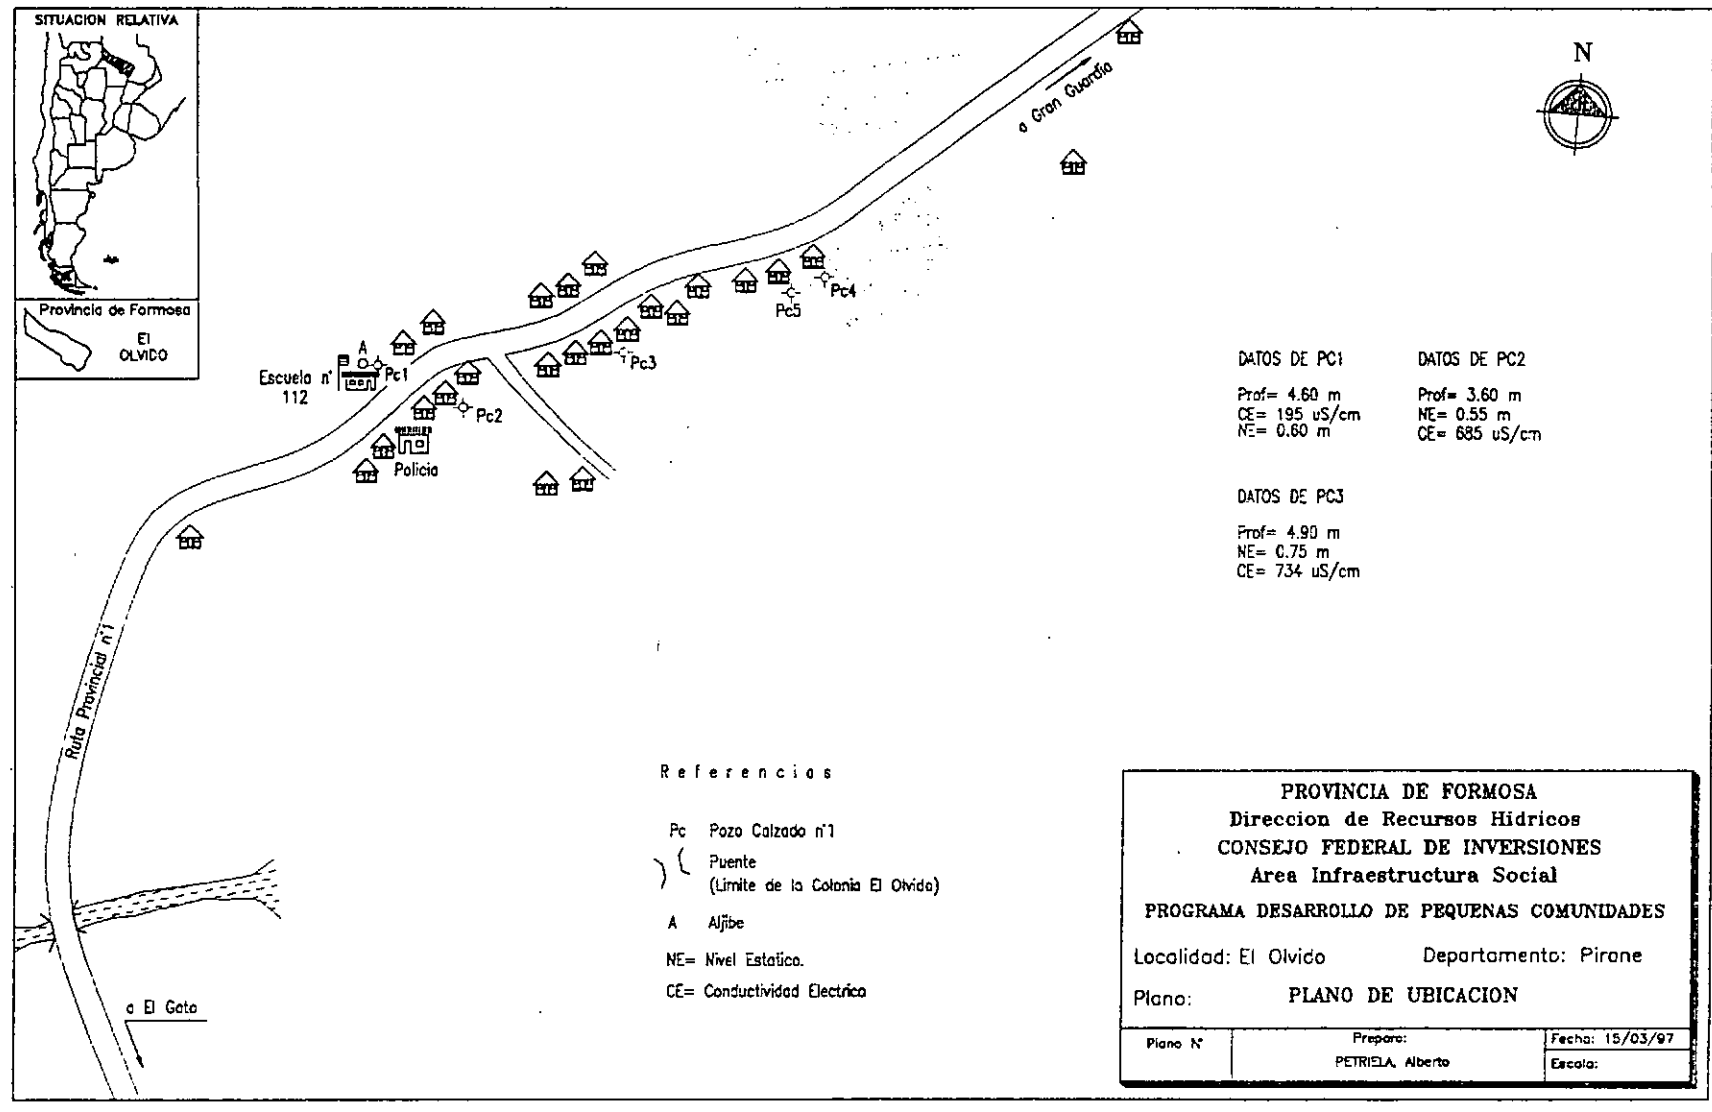 SITUACION RELATIVA
Provincia de Formosa
El
OLVIDO
N
a Gran Guardia
Pc4
Pc5
Pc3
A
Pc1
Escuela n°
112
Pc2
Policia
DATOS DE PC1
Prof= 4.60 m
CE= 195 uS/cm
NE= 0.60 m
DATOS DE PC2
Prof= 3.60 m
NE= 0.55 m
CE= 685 uS/cm
DATOS DE PC3
Prof= 4.90 m
NE= 0.75 m
CE= 734 uS/cm
Ruta Provincial n°1
a El Gato
Referencias
Pc Pozo Calzado n°1
Puente
(Limite de la Colonia El Olvido)
A Aljibe
NE= Nivel Estatico.
CE= Conductividad Electrica
PROVINCIA DE FORMOSA
Direccion de Recursos Hidricos
CONSEJO FEDERAL DE INVERSIONES
Area Infraestructura Social
PROGRAMA DESARROLLO DE PEQUENAS COMUNIDADES
Localidad: El Olvido Departamento: Pirane
Plano: PLANO DE UBICACION
Plano N°
Preparo:
PETRIELA, Alberto
Fecha: 15/03/97
Escala: